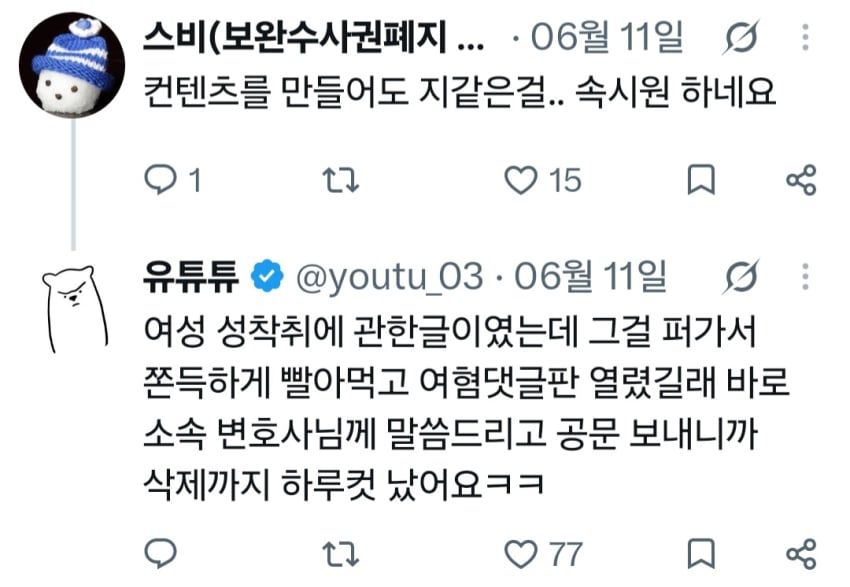 스비(보완수사권폐지 ... · 06월 11일
컨텐츠를 만들어도 지같은걸.. 속시원 하네요
1 15
유튜튜 @youtu_03 · 06월 11일
여성 성착취에 관한글이였는데 그걸 퍼가서
쫀득하게 빨아먹고 여혐댓글판 열렸길래 바로
소속 변호사님께 말씀드리고 공문 보내니까
삭제까지 하루컷 났어요ㅋㅋ
77